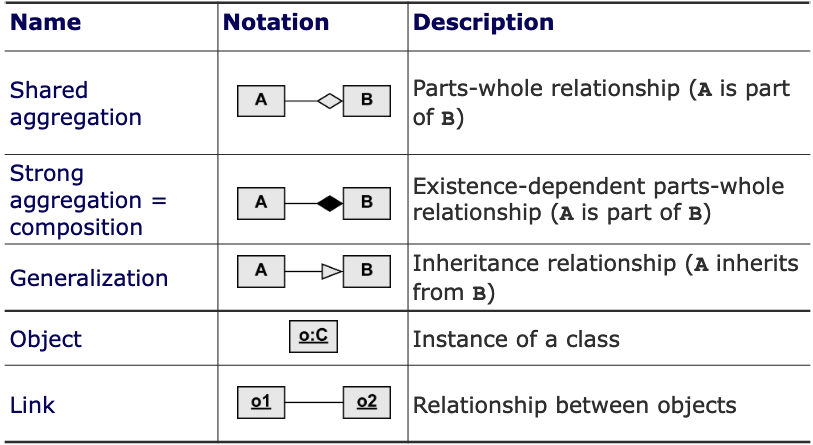 Name Notation Description
Shared
aggregation
A B
Parts-whole relationship (A is part
of B)
Strong
aggregation =
composition
A B
Existence-dependent parts-whole
relationship (A is part of B)
Generalization
A B
Inheritance relationship (A inherits
from B)
Object
o:C
Instance of a class
Link
o1 o2
Relationship between objects